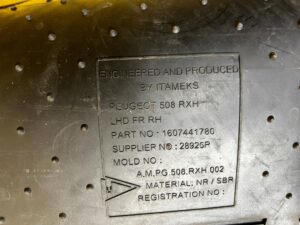 ENGINEERED AND PRODUCED
BY ITAMEKS
PEUGEOT 508 RXH
LHD FR RH
PART NO : 1607441780
SUPPLIER NO : 28925P
MOLD NO :
A.M.PG.508.RXH.002
MATERIAL: NR / SBR
REGISTRATION NO :